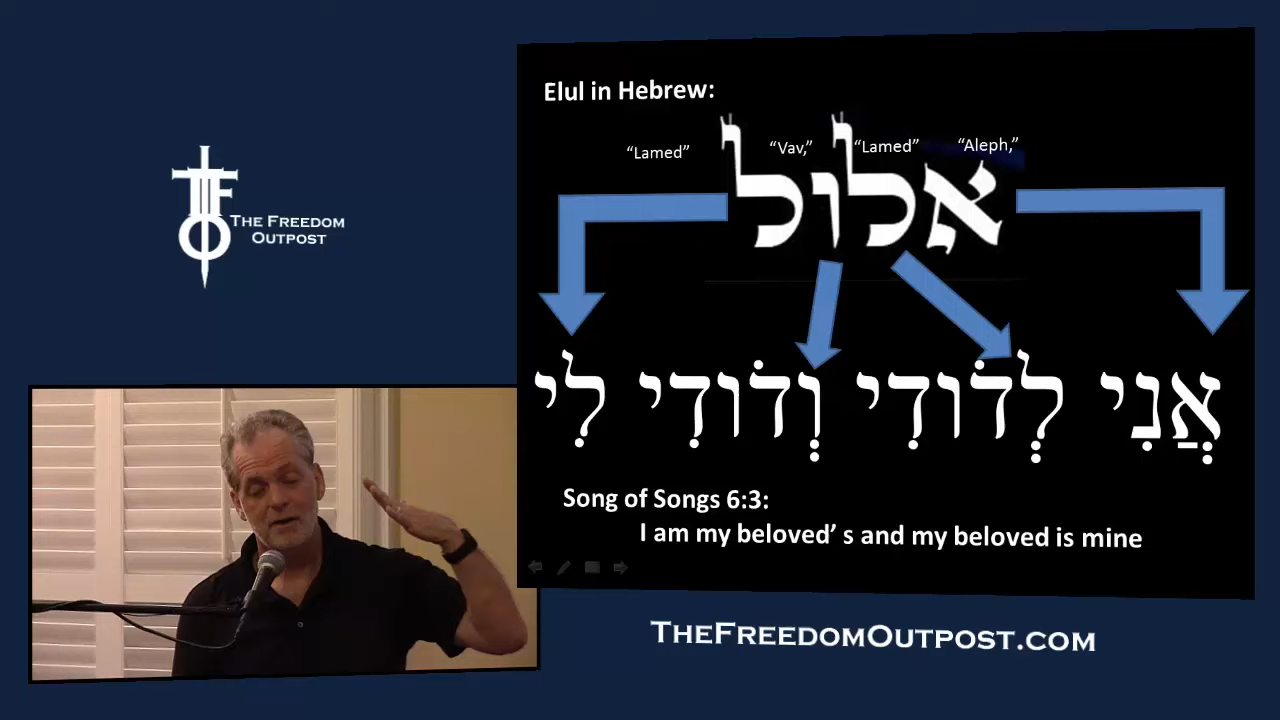 Elul in Hebrew:
“Lamed” “Vav,” “Lamed” “Aleph,”
אלול
אֲנִי לְדוֹדִי וְדוֹדִי לִי
Song of Songs 6:3:
I am my beloved’ s and my beloved is mine
TFO
The Freedom
Outpost
TheFreedomOutpost.com